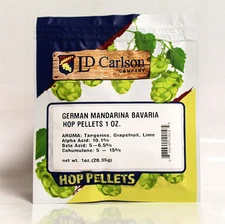 LD Carlson
COMPANY
GERMAN MANDARINA BAVARIA
HOP PELLETS 1 OZ.
AROMA: Tangerine, Grapefruit, Lime
Alpha Acid: 10.1%
Beta Acid: 5-6.5%
Cohumulone: 5 - 15%
net wt. 1oz.(28.35g)
HOP PELLETS